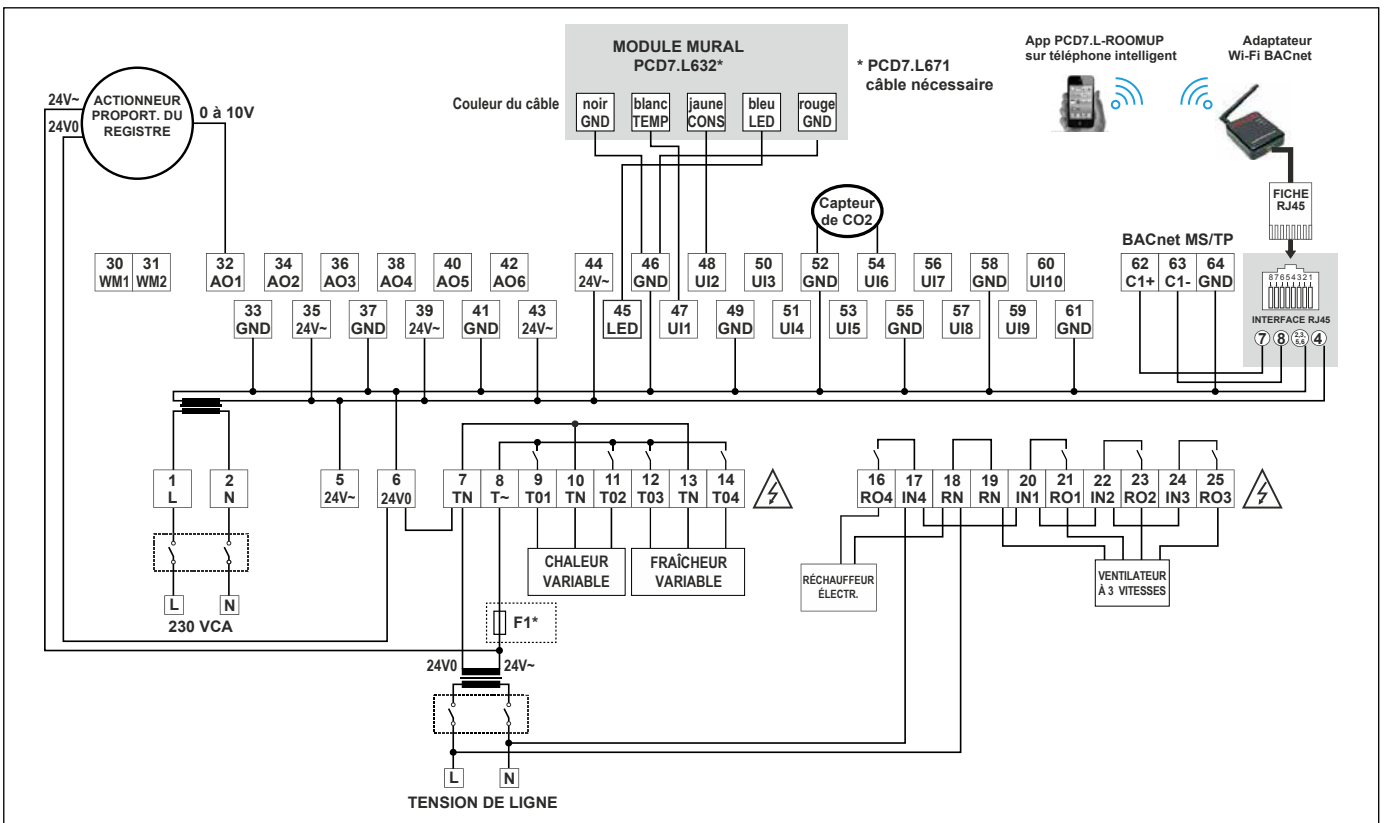 MODULE MURAL
PCD7.L632*
* PCD7.L671
câble nécessaire
App PCD7.L-ROOMUP
sur téléphone intelligent
Adaptateur
Wi-Fi BACnet
24V~
24V0
ACTIONNEUR
PROPORT. DU
REGISTRE
0 à 10V
Couleur du câble
noir
GND
blanc
TEMP
jaune
CONS
bleu
LED
rouge
GND
FICHE
RJ45
Capteur
de CO2
BACnet MS/TP
30
WM1
31
WM2
32
AO1
34
AO2
36
AO3
38
AO4
40
AO5
42
AO6
44
24V~
46
GND
48
UI2
50
UI3
52
GND
54
UI6
56
UI7
58
GND
60
UI10
62
C1+
63
C1-
64
GND
87654321
INTERFACE RJ45
7
8
2,3,
5,6
4
33
GND
35
24V~
37
GND
39
24V~
41
GND
43
24V~
45
LED
47
UI1
49
GND
51
UI4
53
UI5
55
GND
57
UI8
59
UI9
61
GND
1
L
2
N
5
24V~
6
24V0
7
TN
8
T~
9
T01
10
TN
11
T02
12
T03
13
TN
14
T04
16
RO4
17
IN4
18
RN
19
RN
20
IN1
21
RO1
22
IN2
23
RO2
24
IN3
25
RO3
CHALEUR
VARIABLE
FRAÎCHEUR
VARIABLE
RÉCHAUFFEUR
ÉLECTR.
VENTILATEUR
À 3 VITESSES
L
N
230 VCA
F1*
24V0
24V~
L
N
TENSION DE LIGNE